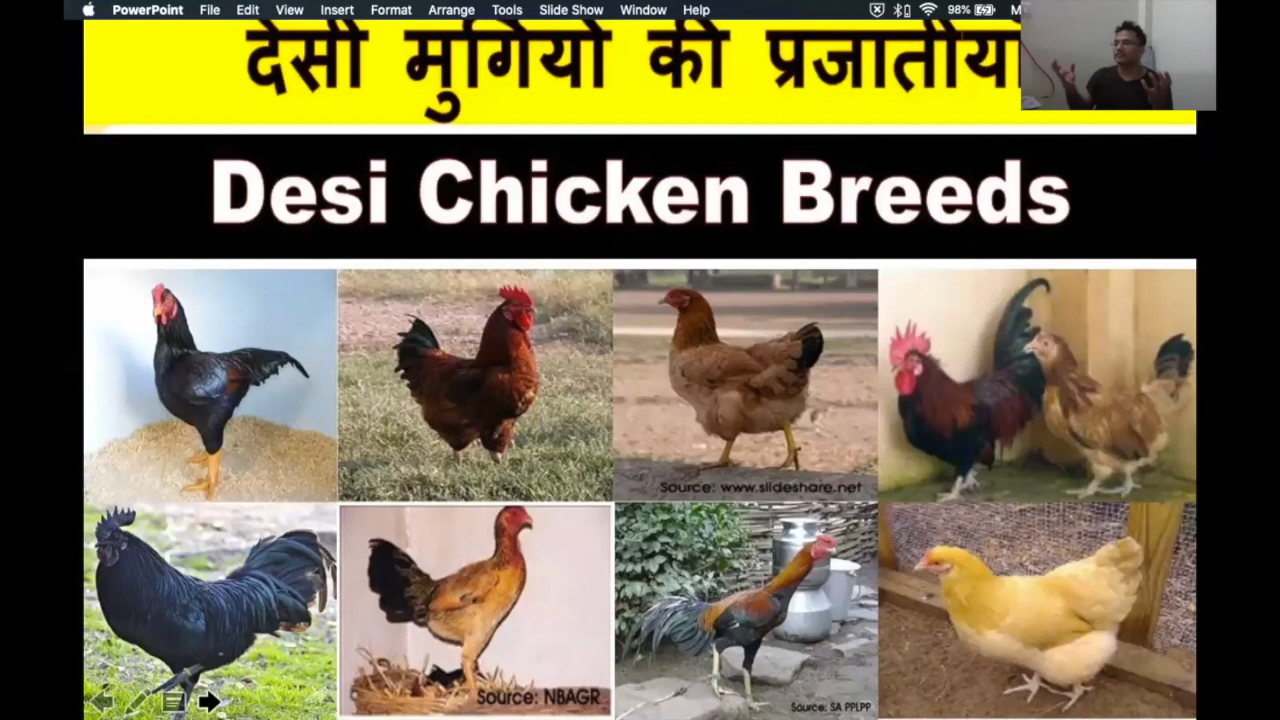 PowerPoint File Edit View Insert Format Arrange Tools Slide Show Window Help 98%
देसी मुर्गियों की प्रजातीयां
Desi Chicken Breeds
Source: www.slideshare.net
Source: NBAGR
Source: SA PPLPP